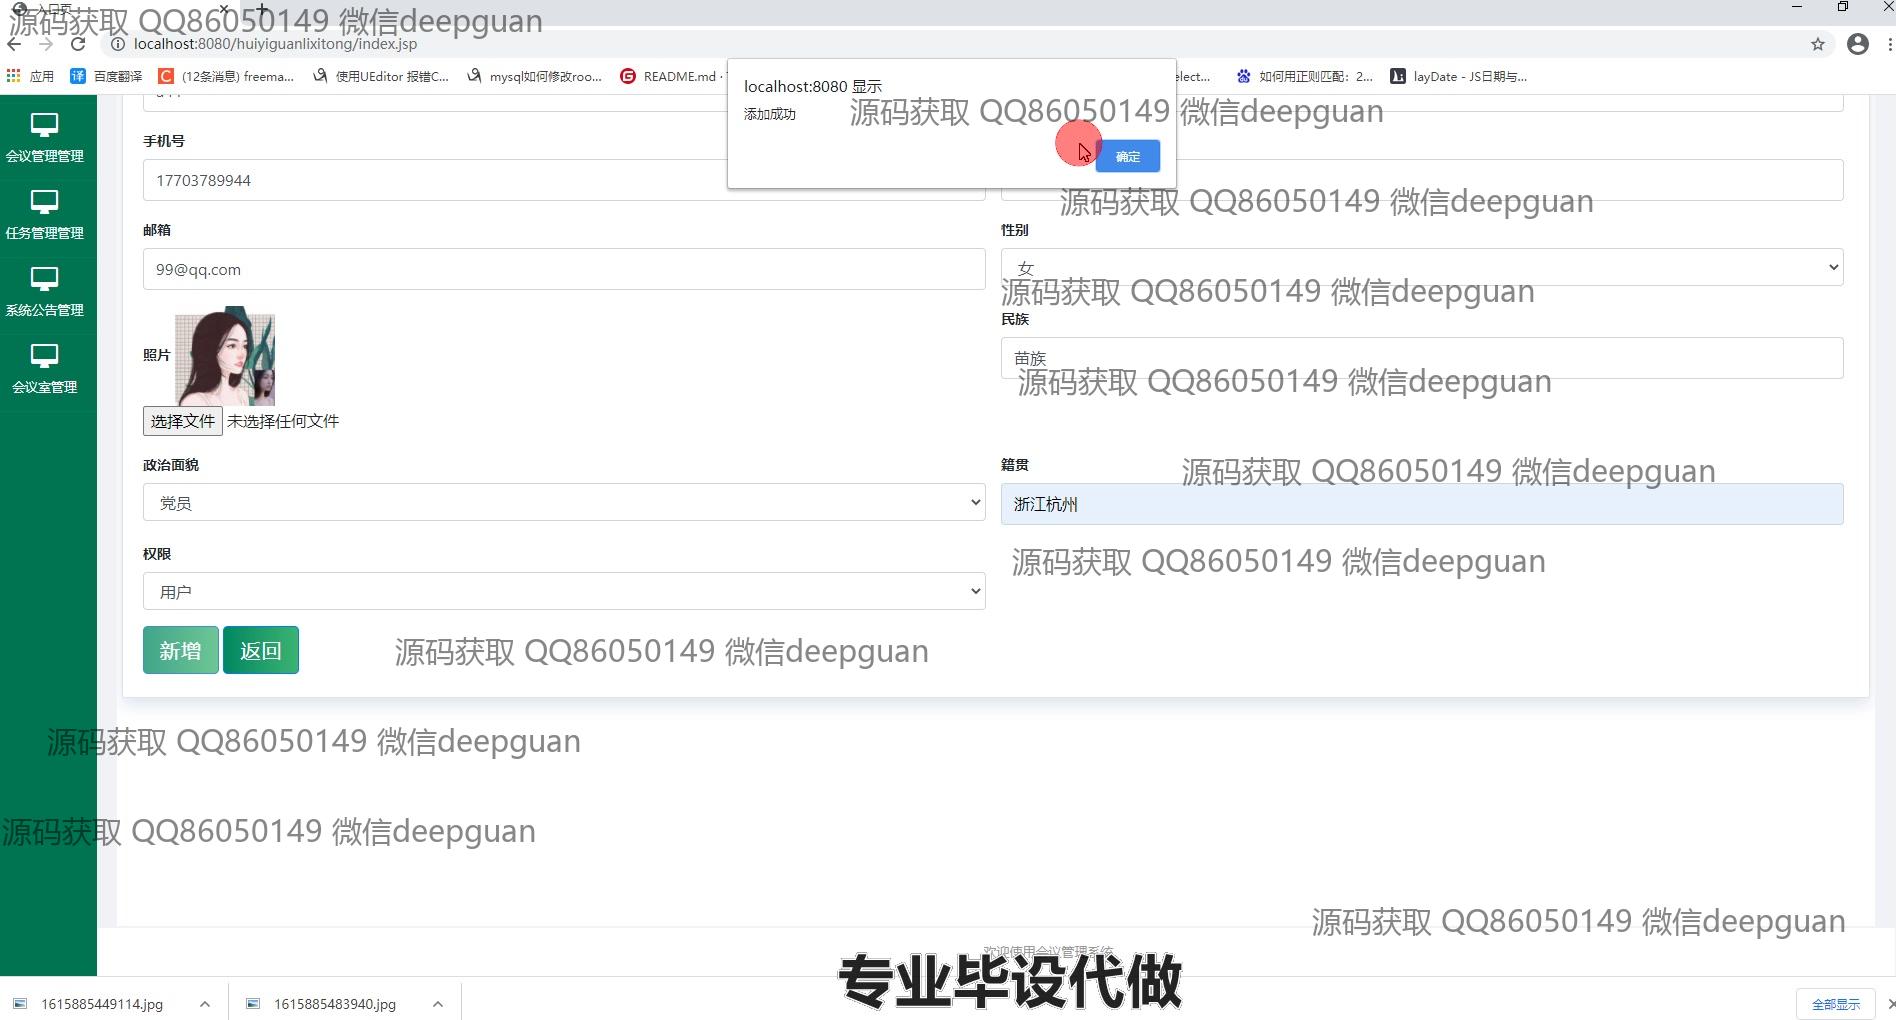 入口页
源码获取 QQ86050149 微信deepguan
localhost:8080/huiyiguanlixitong/index.jsp
应用
百度翻译
(12条消息) freema...
使用UEditor 报错C...
mysql如何修改roo...
README.md ·
elect...
如何用正则匹配：2...
layDate - JS日期与...
localhost:8080 显示
添加成功
源码获取 QQ86050149 微信deepguan
确定
会议管理管理
任务管理管理
系统公告管理
会议室管理
手机号
17703789944
源码获取 QQ86050149 微信deepguan
邮箱
性别
99@qq.com
女
源码获取 QQ86050149 微信deepguan
民族
照片
苗族
源码获取 QQ86050149 微信deepguan
选择文件 未选择任何文件
政治面貌
籍贯
源码获取 QQ86050149 微信deepguan
党员
浙江杭州
权限
源码获取 QQ86050149 微信deepguan
用户
新增
返回
源码获取 QQ86050149 微信deepguan
源码获取 QQ86050149 微信deepguan
源码获取 QQ86050149 微信deepguan
源码获取 QQ86050149 微信deepguan
欢迎使用会议管理系统
专业毕设代做
1615885449114.jpg
1615885483940.jpg
全部显示